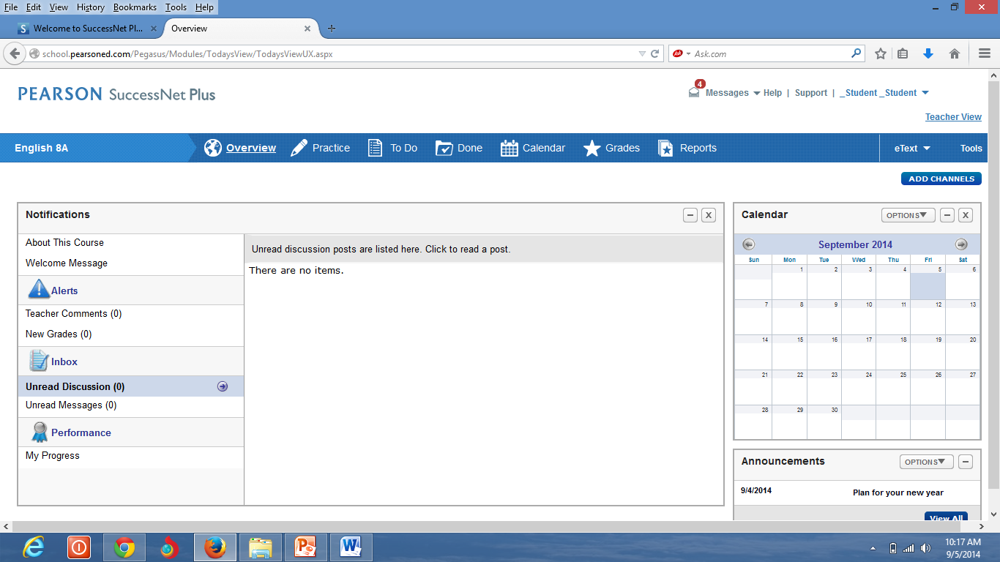 File Edit View History Bookmarks Tools Help
S Welcome to SuccessNet Pl... × Overview ×
school.pearsoned.com/Pegasus/Modules/TodaysView/TodaysViewUX.aspx
Ask Ask.com
PEARSON SuccessNet Plus
4
Messages Help | Support | _Student _Student
Teacher View
English 8A Overview Practice To Do Done Calendar Grades Reports eText Tools
ADD CHANNELS
Notifications
X
About This Course
Welcome Message
Alerts
Teacher Comments (0)
New Grades (0)
Inbox
Unread Discussion (0)
Unread Messages (0)
Performance
My Progress
Unread discussion posts are listed here. Click to read a post.
There are no items.
Calendar OPTIONS X
September 2014
Sun Mon Tue Wed Thu Fri Sat
1 2 3 4 5 6
7 8 9 10 11 12 13
14 15 16 17 18 19 20
21 22 23 24 25 26 27
28 29 30
Announcements OPTIONS
9/4/2014 Plan for your new year
View All
10:17 AM
9/5/2014